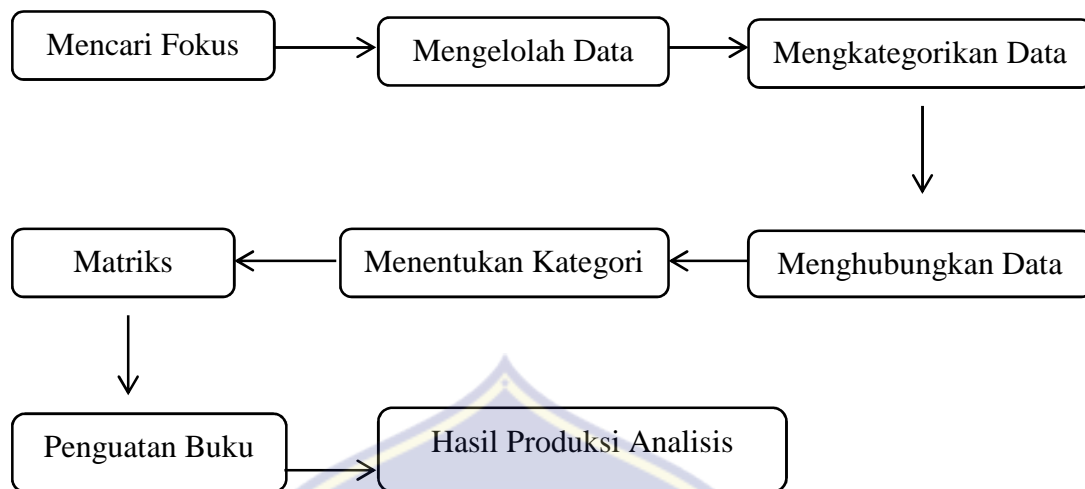 Mencari Fokus
Mengelolah Data
Mengkategorikan Data
Menghubungkan Data
Menentukan Kategori
Matriks
Penguatan Buku
Hasil Produksi Analisis